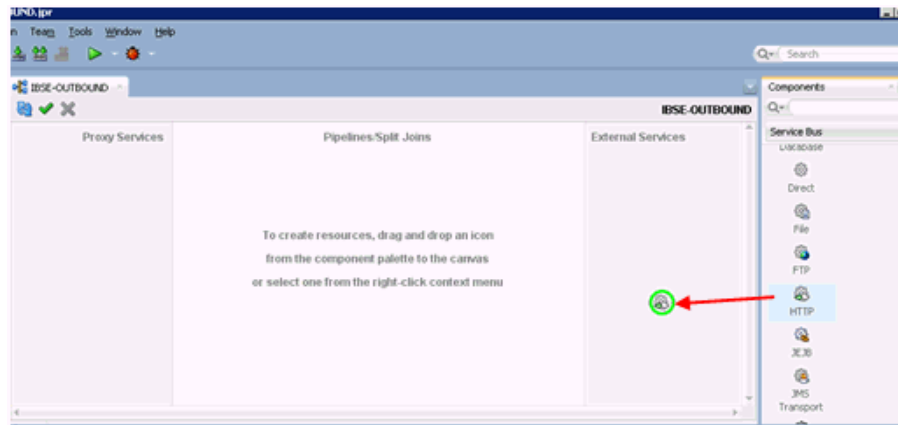 OUND.jpr
n Team Tools Window Help
Search
IBSE-OUTBOUND
Components
IBSE-OUTBOUND
Proxy Services
Pipelines/Split Joins
External Services
Service Bus
Database
Direct
To create resources, drag and drop an icon
from the component palette to the canvas
or select one from the right-click context menu
File
FTP
HTTP
JEJB
JMS
Transport